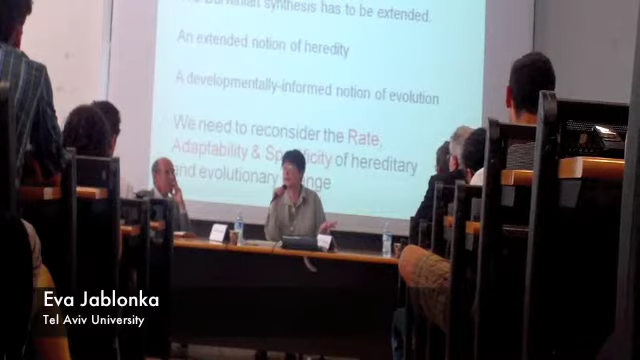 Darwinian synthesis has to be extended.
An extended notion of heredity
A developmentally-informed notion of evolution
We need to reconsider the Rate,
Adaptability & Specificity of hereditary
and evolutionary
Eva Jablonka
Tel Aviv University